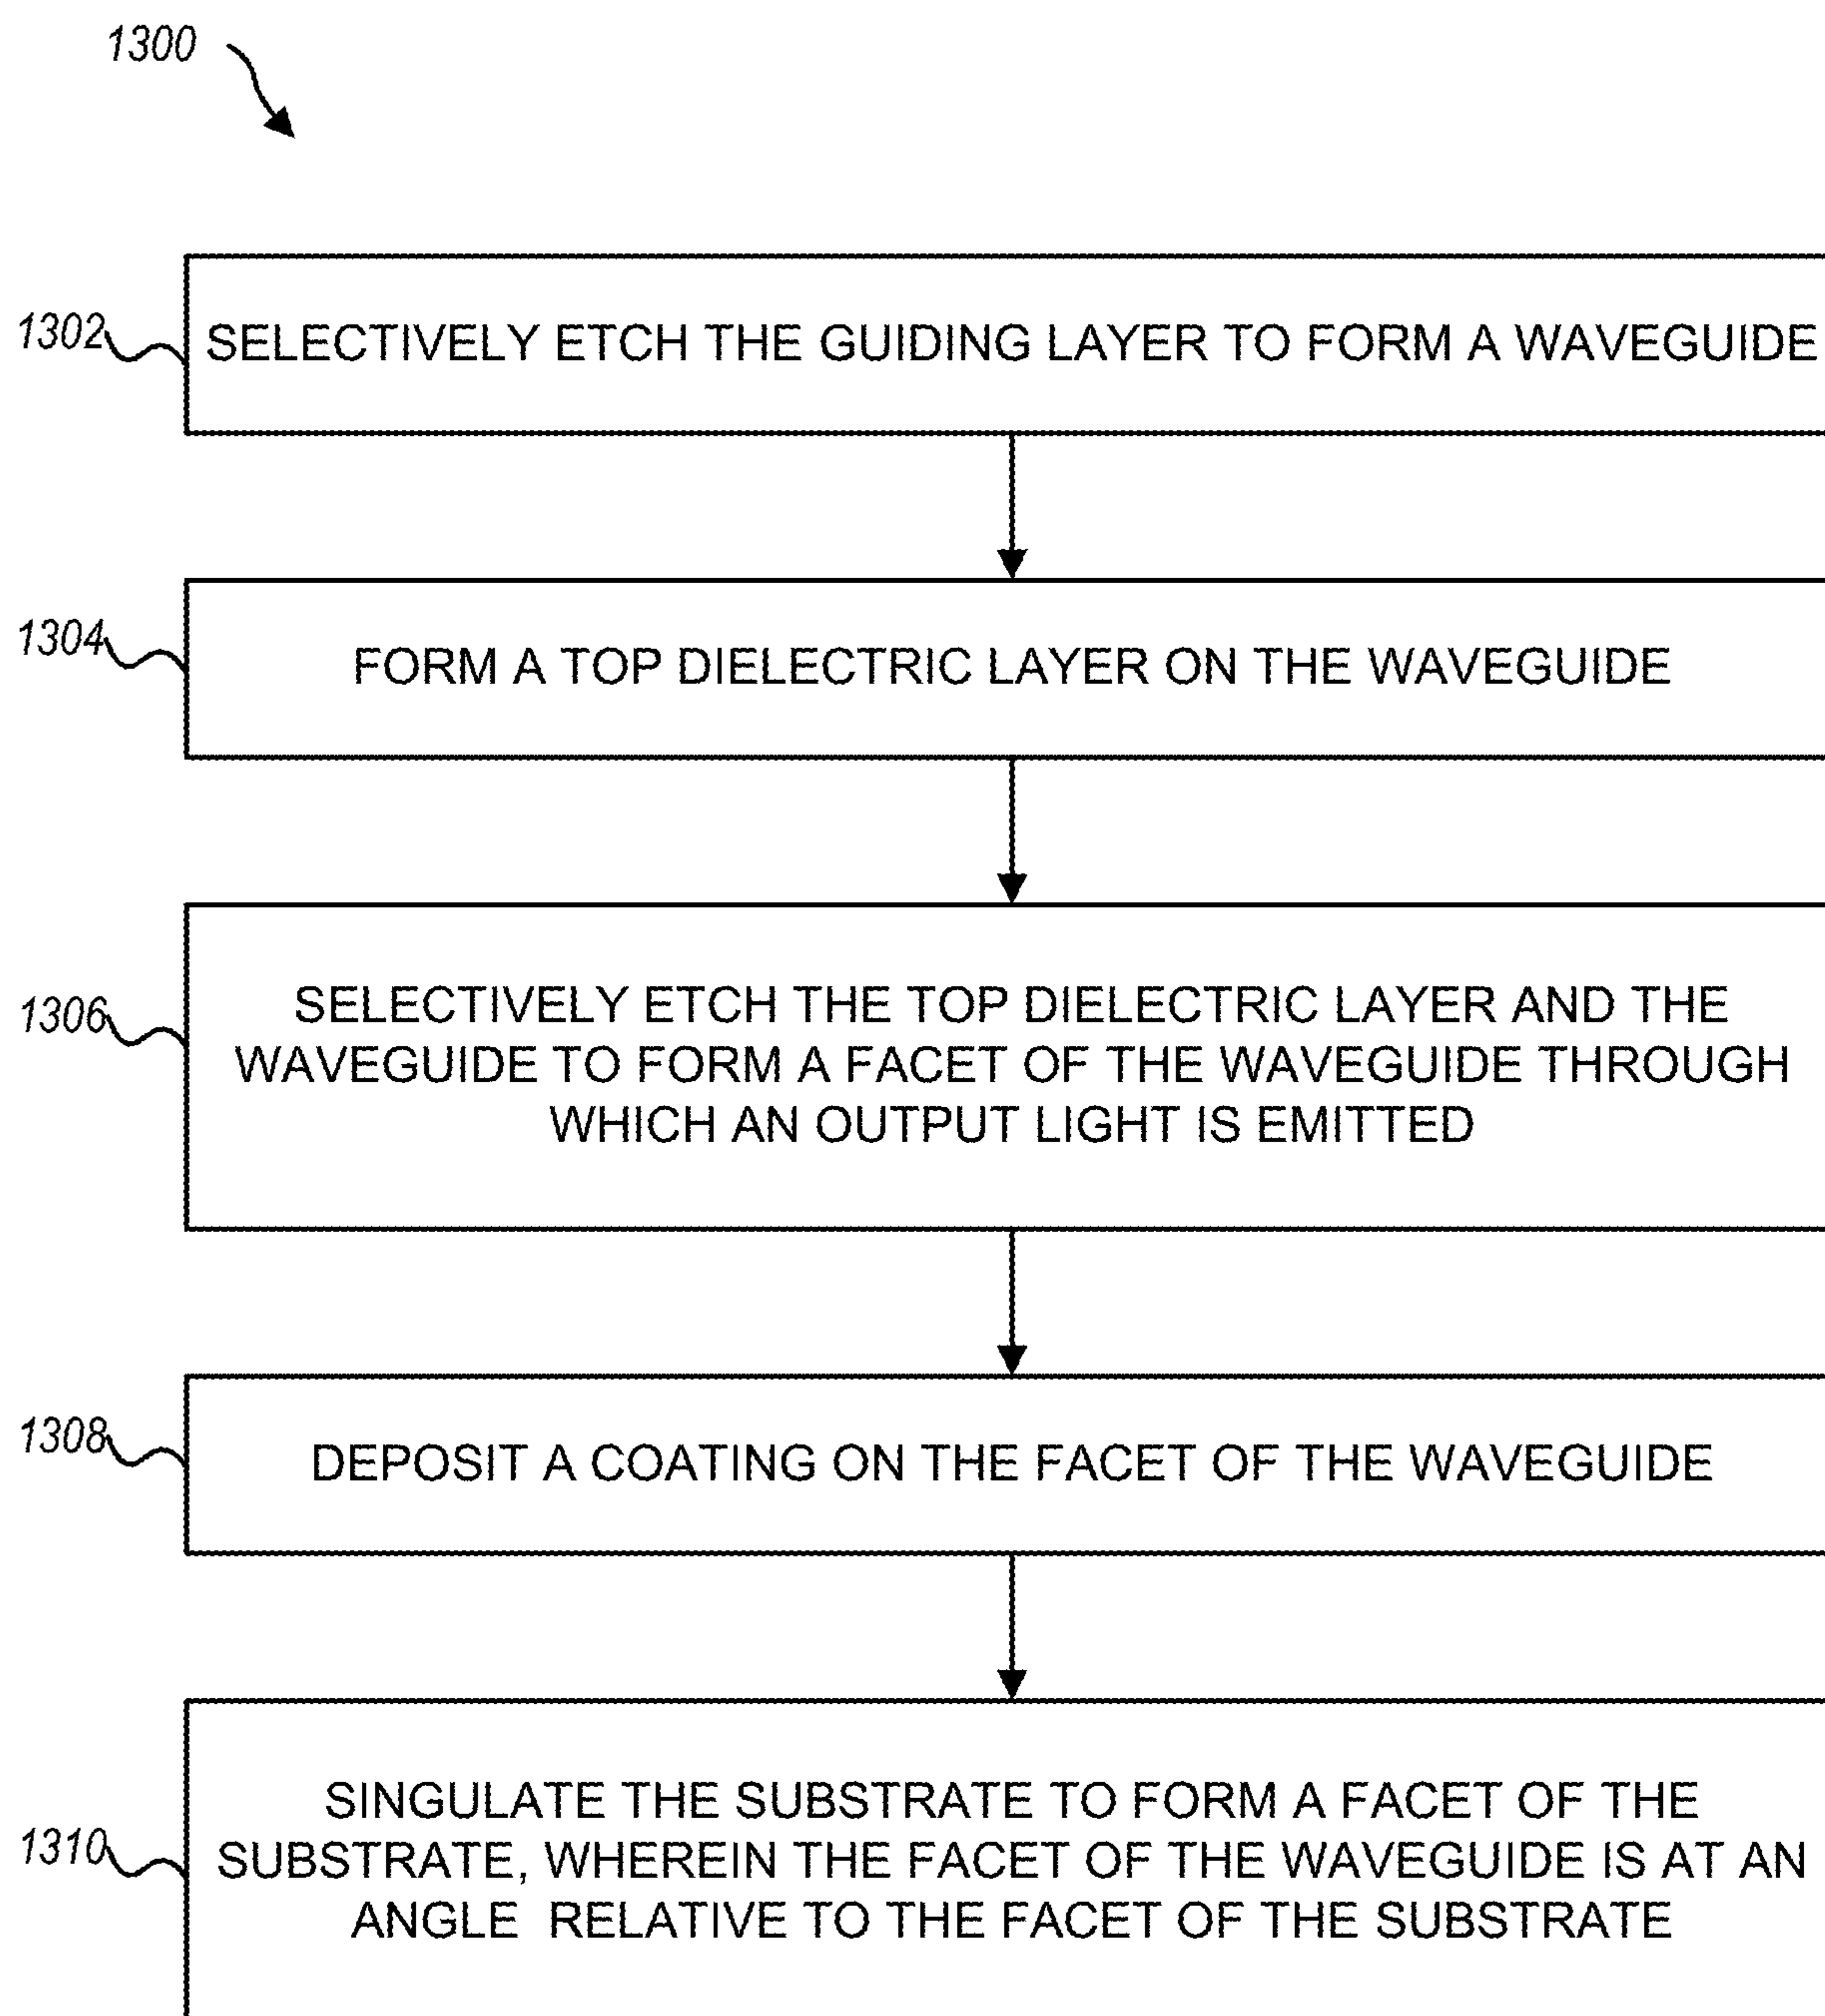 1300
1302
SELECTIVELY ETCH THE GUIDING LAYER TO FORM A WAVEGUIDE
1304
FORM A TOP DIELECTRIC LAYER ON THE WAVEGUIDE
1306
SELECTIVELY ETCH THE TOP DIELECTRIC LAYER AND THE
WAVEGUIDE TO FORM A FACET OF THE WAVEGUIDE THROUGH
WHICH AN OUTPUT LIGHT IS EMITTED
1308
DEPOSIT A COATING ON THE FACET OF THE WAVEGUIDE
1310
SINGULATE THE SUBSTRATE TO FORM A FACET OF THE
SUBSTRATE, WHEREIN THE FACET OF THE WAVEGUIDE IS AT AN
ANGLE RELATIVE TO THE FACET OF THE SUBSTRATE